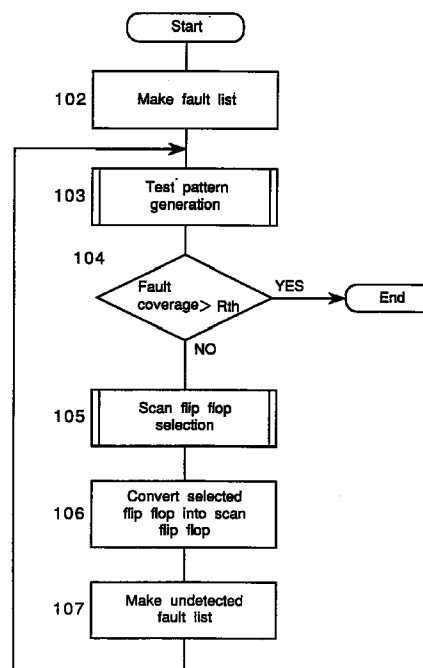 Start
102
Make fault list
103
Test pattern
generation
104
Fault
coverage> Rth
YES
End
NO
105
Scan flip flop
selection
106
Convert selected
flip flop into scan
flip flop
107
Make undetected
fault list